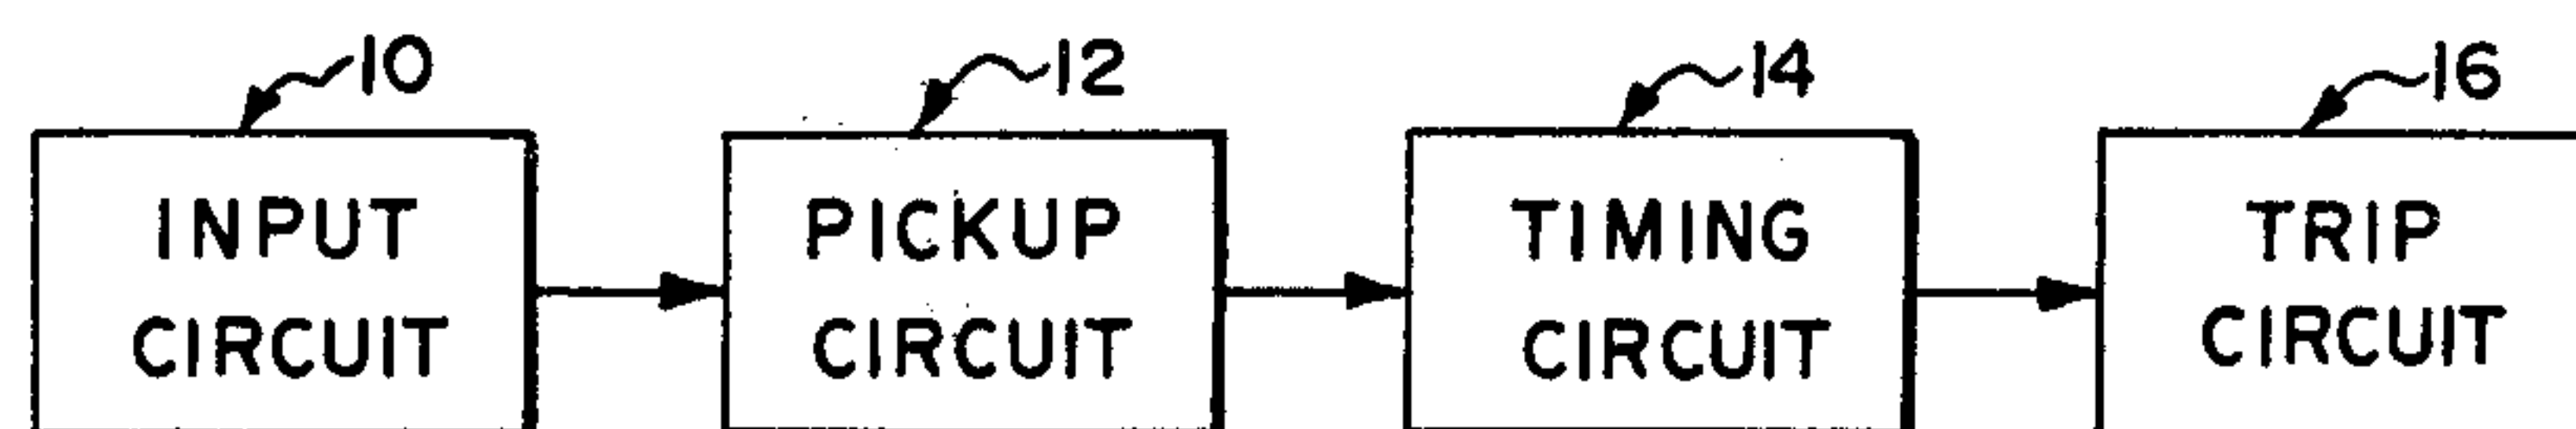 10
12
14
16
INPUT
CIRCUIT
PICKUP
CIRCUIT
TIMING
CIRCUIT
TRIP
CIRCUIT